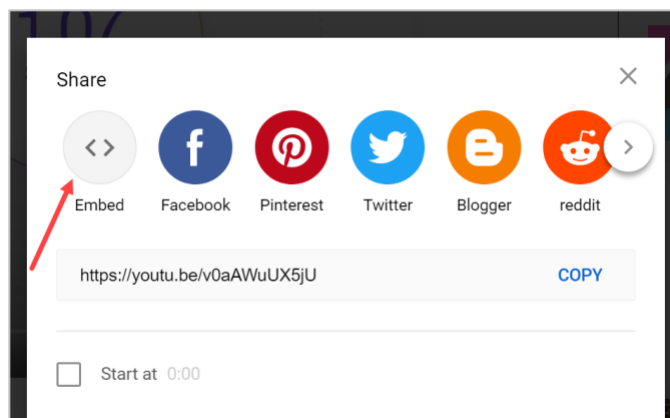 Share
Embed Facebook Pinterest Twitter Blogger reddit
https://youtu.be/v0aAWuUX5jU COPY
Start at 0:00